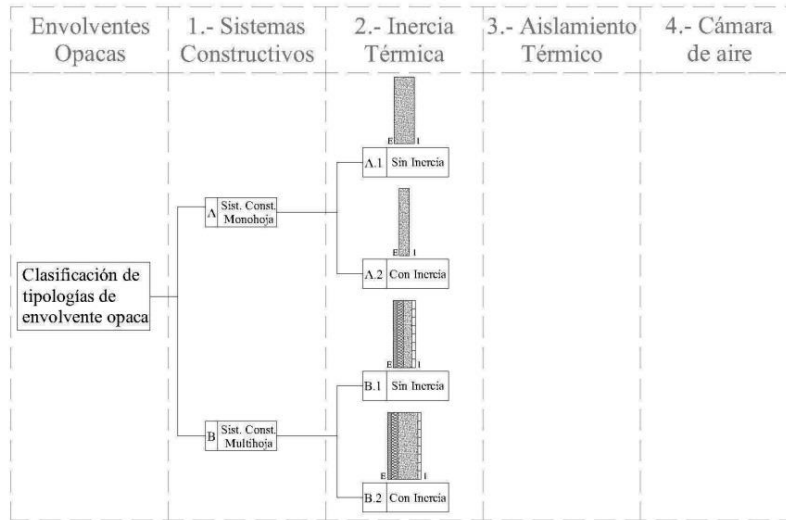 Envolventes
Opacas
1.- Sistemas
Constructivos
2.- Inercia
Térmica
3.- Aislamiento
Térmico
4.- Cámara
de aire
E I
A.1 Sin Inercia
A Sist. Const.
Monohoja
E I
A.2 Con Inercia
Clasificación de
tipologías de
envolvente opaca
E I
B.1 Sin Inercia
B Sist. Const.
Multihoja
E I
B.2 Con Inercia